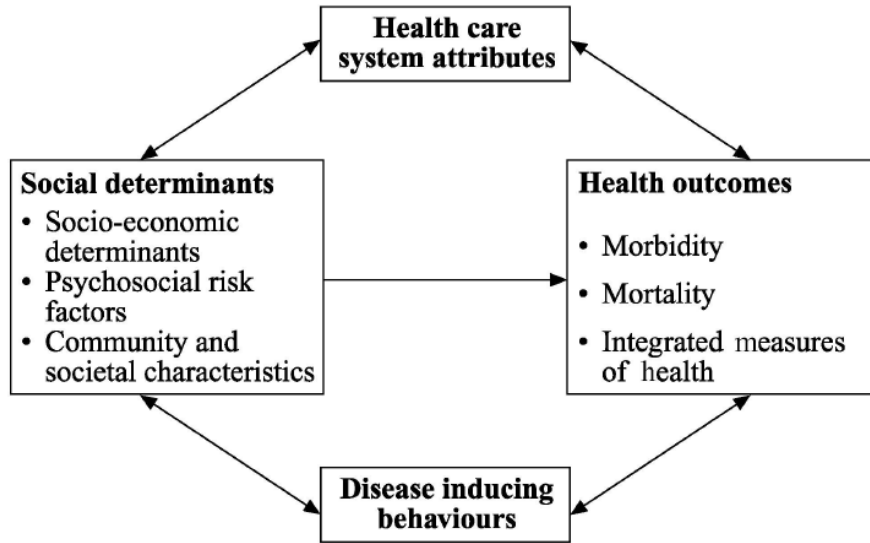 Health care
system attributes
Social determinants
• Socio-economic
determinants
• Psychosocial risk
factors
• Community and
societal characteristics
Health outcomes
• Morbidity
• Mortality
• Integrated measures
of health
Disease inducing
behaviours